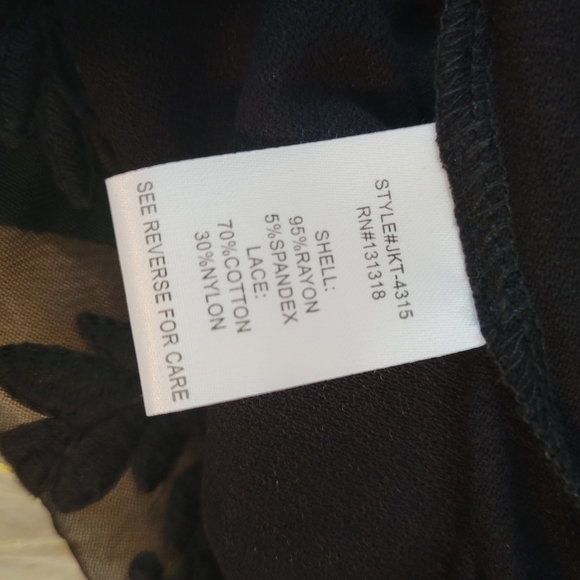 STYLE#JKT-4315
RN#131318
SHELL:
95%RAYON
5%SPANDEX
LACE:
70%COTTON
30%NYLON
SEE REVERSE FOR CARE